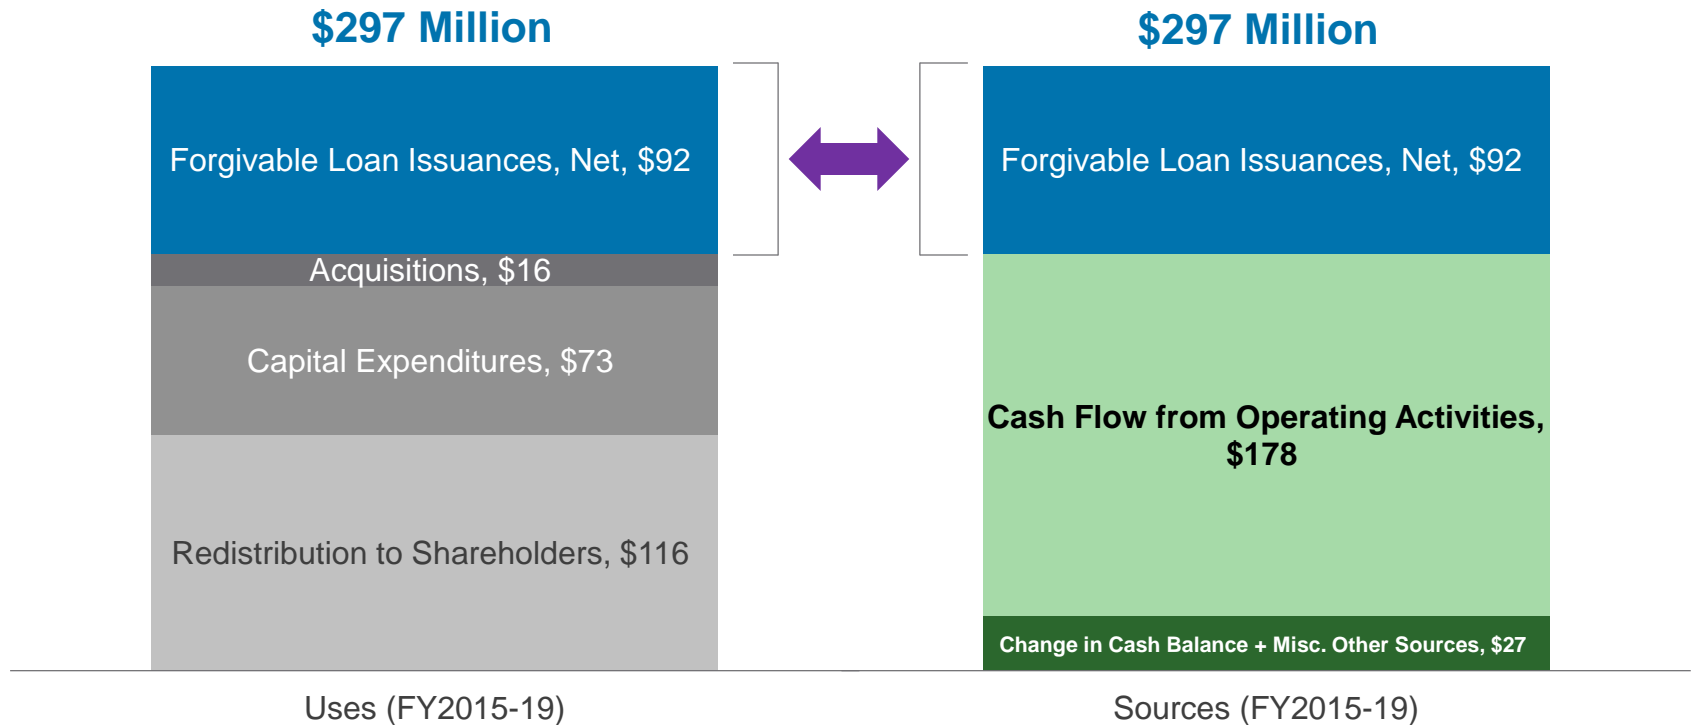 $297 Million
Forgivable Loan Issuances, Net, $92
Acquisitions, $16
Capital Expenditures, $73
Redistribution to Shareholders, $116
Uses (FY2015-19)
$297 Million
Forgivable Loan Issuances, Net, $92
Cash Flow from Operating Activities,
$178
Change in Cash Balance + Misc. Other Sources, $27
Sources (FY2015-19)